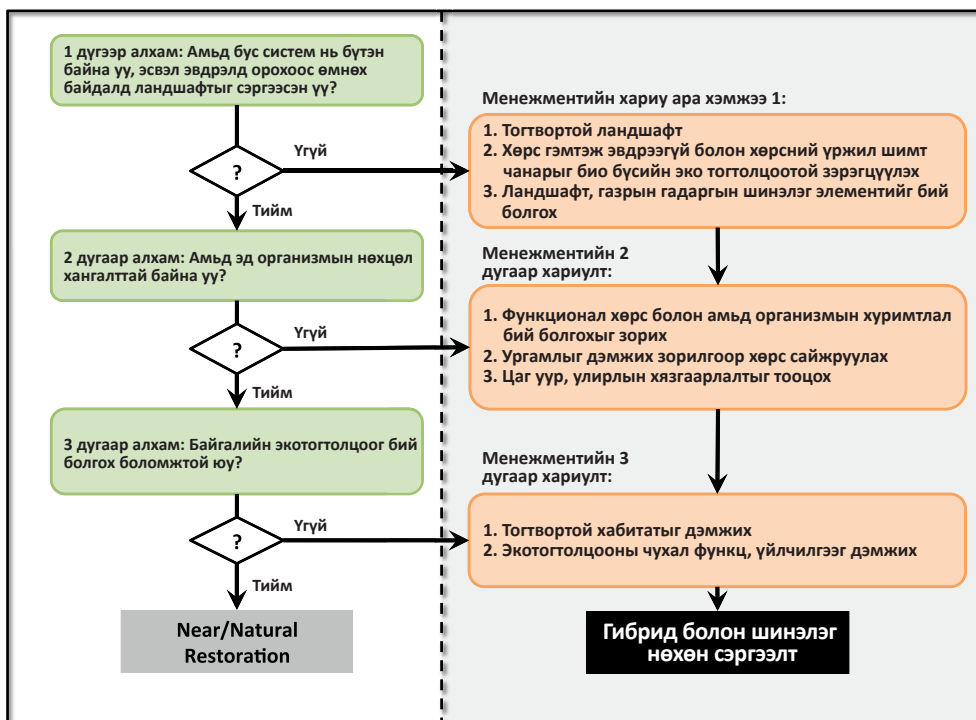 1 дүгээр алхам: Амьд бус систем нь бүтэн
байна уу, эсвэл эвдрэлд орохоос өмнөх
байдалд ландшафтыг сэргээсэн үү?
?
Үгүй
Тийм
2 дугаар алхам: Амьд эд организмын нөхцөл
хангалттай байна уу?
?
Үгүй
Тийм
3 дугаар алхам: Байгалийн экотогтолцоог бий
болгох боломжтой юу?
?
Үгүй
Тийм
Near/Natural
Restoration
Менежментийн хариу ара хэмжээ 1:
1. Тогтвортой ландшафт
2. Хөрс гэмтэж эвдрээгүй болон хөрсний үржил шимт
чанарыг био бүсийн эко тогтолцоотой зэрэгцүүлэх
3. Ландшафт, газрын гадаргын шинэлэг элементийг бий
болгох
Менежментийн 2
дугаар хариулт:
1. Функционал хөрс болон амьд организмын хуримтлал
бий болгохыг зорих
2. Ургамлыг дэмжих зорилгоор хөрс сайжруулах
3. Цаг уур, улирлын хязгаарлалтыг тооцох
Менежментийн 3
дугаар хариулт:
1. Тогтвортой хабитатыг дэмжих
2. Экотогтолцооны чухал функц, үйлчилгээг дэмжих
Гибрид болон шинэлэг
нөхөн сэргээлт